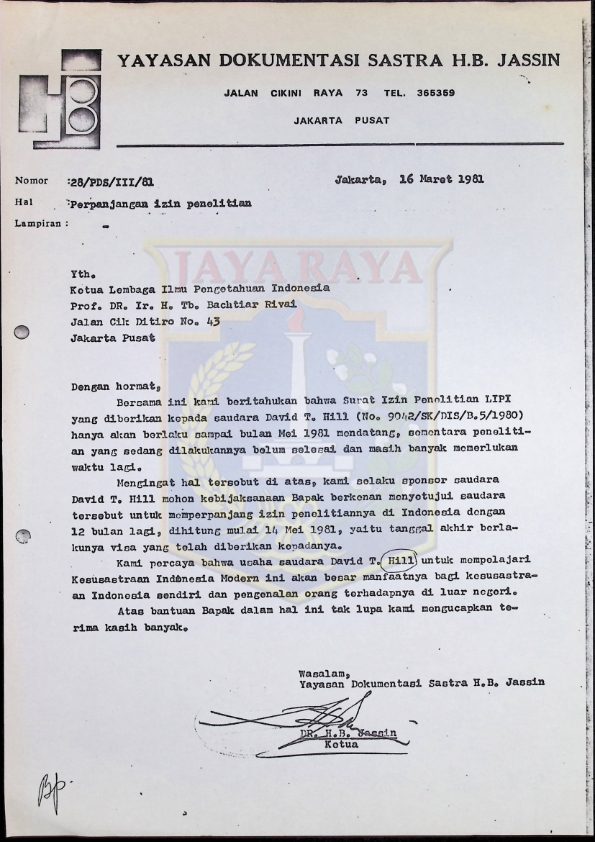 YAYASAN DOKUMENTASI SASTRA H.B. JASSIN
JALAN CIKINI RAYA 73 TEL. 365359
JAKARTA PUSAT
Nomor :28/PDS/III/81 Jakarta, 16 Maret 1981
Hal :Perpanjangan izin penelitian
Lampiran : -
JAYA RAYA
Yth.
Ketua Lembaga Ilmu Pengetahuan Indonesia
Prof. DR. Ir. H. Tb. Bachtiar Rivai
Jalan Cik Ditiro No. 43
Jakarta Pusat
Dengan hormat,
Bersama ini kami beritahukan bahwa Surat Izin Penelitian LIPI
yang diberikan kepada saudara David T. Hill (No. 9042/SK/DIS/B.5/1980)
hanya akan berlaku sampai bulan Mei 1981 mendatang, sementara peneliti-
an yang sedang dilakukannya belum selesai dan masih banyak memerlukan
waktu lagi.
Mengingat hal tersebut di atas, kami selaku sponsor saudara
David T. Hill mohon kebijaksanaan Bapak berkenan menyetujui saudara
tersebut untuk memperpanjang izin penelitiannya di Indonesia dengan
12 bulan lagi, dihitung mulai 14 Mei 1981, yaitu tanggal akhir berla-
kunya visa yang telah diberikan kepadanya.
Kami percaya bahwa usaha saudara David T. Hill untuk mempelajari
Kesusastraan Indonesia Modern ini akan besar manfaatnya bagi kesusastra-
an Indonesia sendiri dan pengenalan orang terhadapnya di luar negeri.
Atas bantuan Bapak dalam hal ini tak lupa kami mengucapkan te-
rima kasih banyak.
Wasalam,
Yayasan Dokumentasi Sastra H.B. Jassin
DR. H.B. Jassin
Ketua